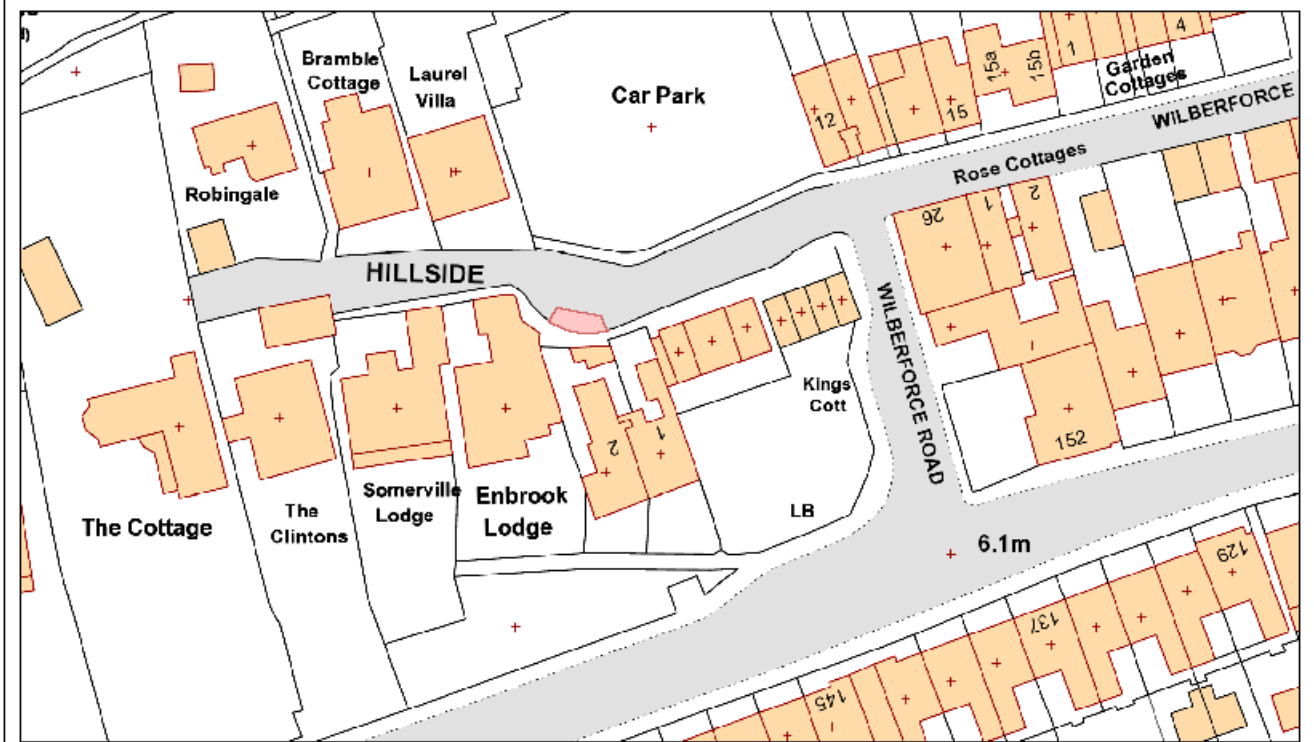 Bramble
Cottage
Laurel
Villa
Car Park
12
15
15a
15b
1
4
Garden
Cottages
WILBERFORCE
Rose Cottages
Robingale
26
1
2
HILLSIDE
WILBERFORCE ROAD
Kings
Cott
152
2
1
The Cottage
The
Clintons
Somerville
Lodge
Enbrook
Lodge
LB
6.1m
129
137
145